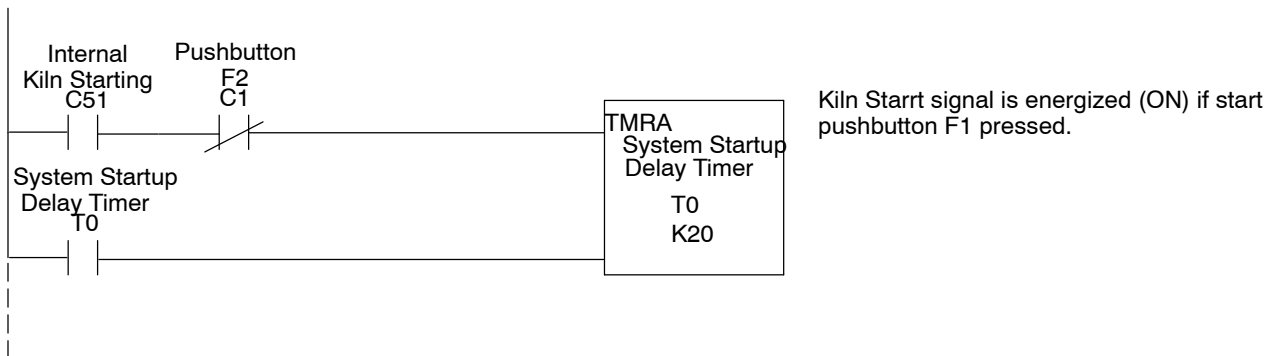 Internal
Kiln Starting
C51
Pushbutton
F2
C1
TMRA
System Startup
Delay Timer
T0
K20
System Startup
Delay Timer
T0
Kiln Starrt signal is energized (ON) if start
pushbutton F1 pressed.